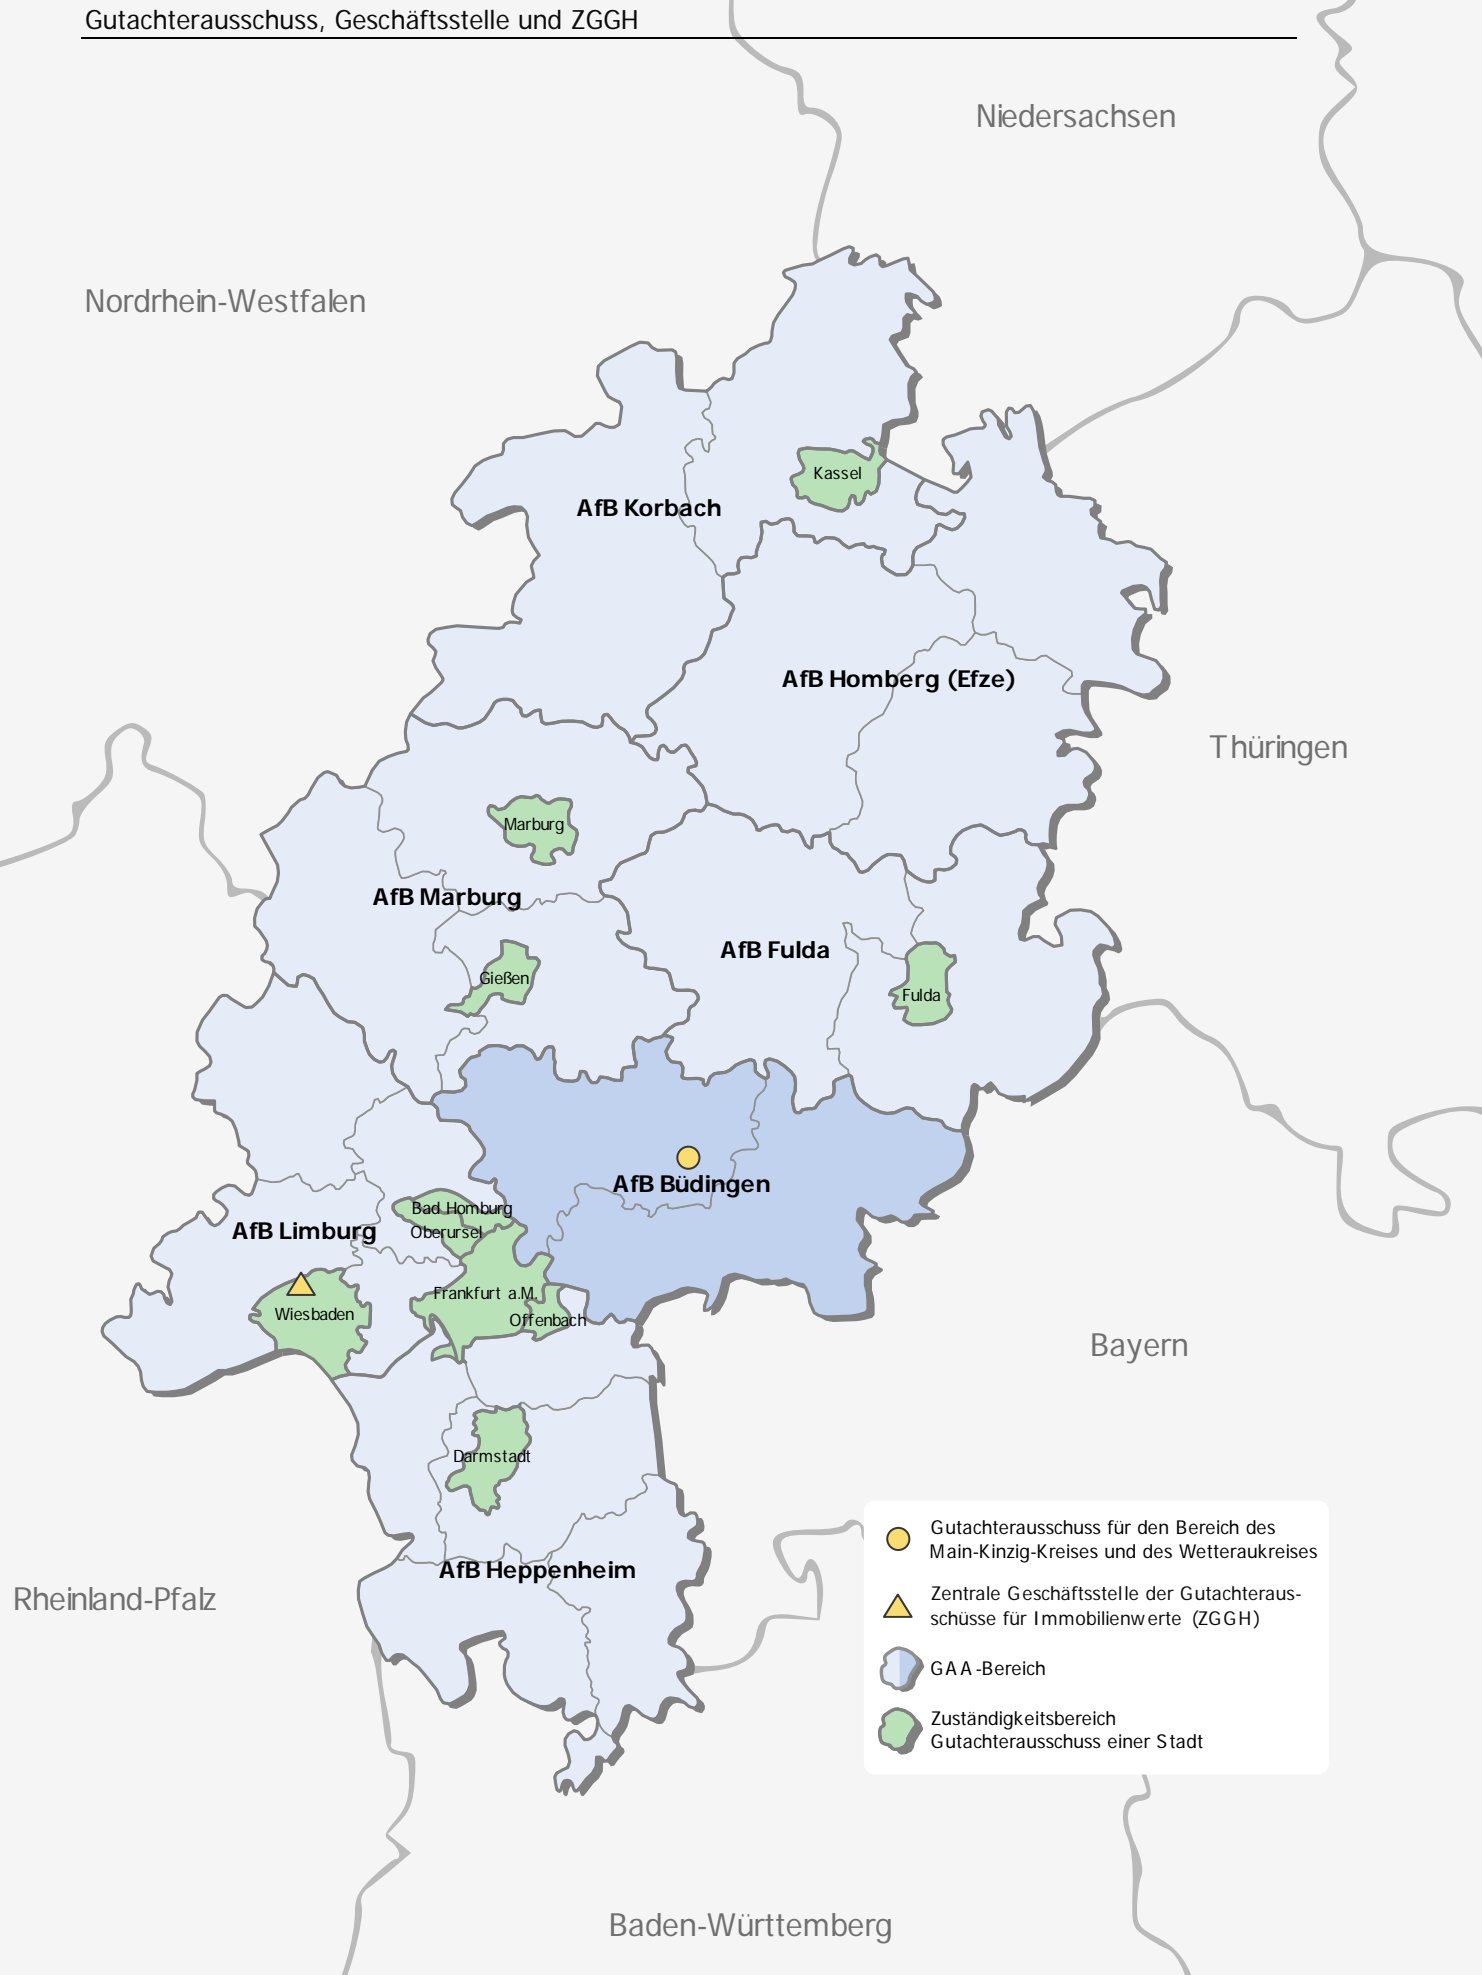 Gutachterausschuss, Geschäftsstelle und ZGGH
Niedersachsen
Nordrhein-Westfalen
Kassel
AfB Korbach
AfB Homberg (Efze)
Thüringen
Marburg
AfB Marburg
AfB Fulda
Gießen
Fulda
AfB Büdingen
Bad Homburg
AfB Limburg
Oberursel
Frankfurt a.M.
Wiesbaden
Offenbach
Bayern
Darmstadt
AfB Heppenheim
Rheinland-Pfalz
Gutachterausschuss für den Bereich des
Main-Kinzig-Kreises und des Wetteraukreises
Zentrale Geschäftsstelle der Gutachteraus-
schüsse für Immobilienwerte (ZGGH)
GAA-Bereich
Zuständigkeitsbereich
Gutachterausschuss einer Stadt
Baden-Württemberg